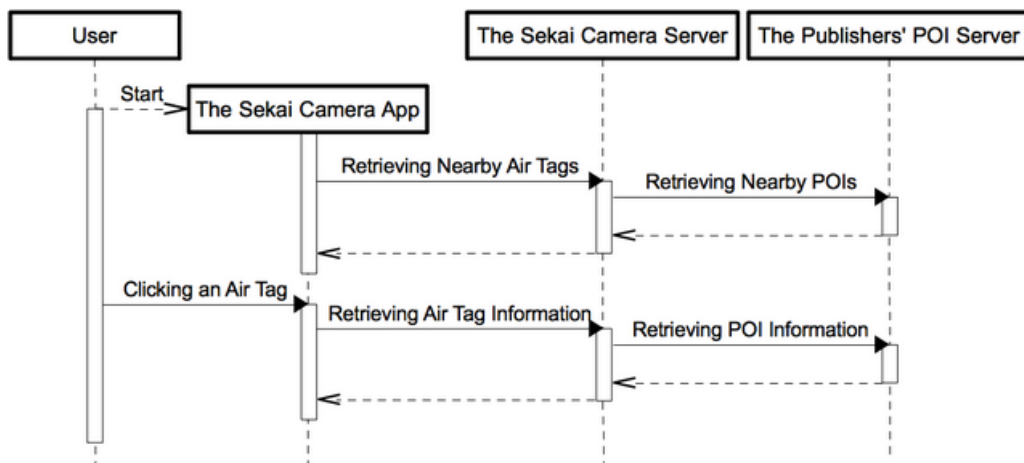 User
The Sekai Camera Server
The Publishers' POI Server
Start
The Sekai Camera App
Retrieving Nearby Air Tags
Retrieving Nearby POIs
Clicking an Air Tag
Retrieving Air Tag Information
Retrieving POI Information